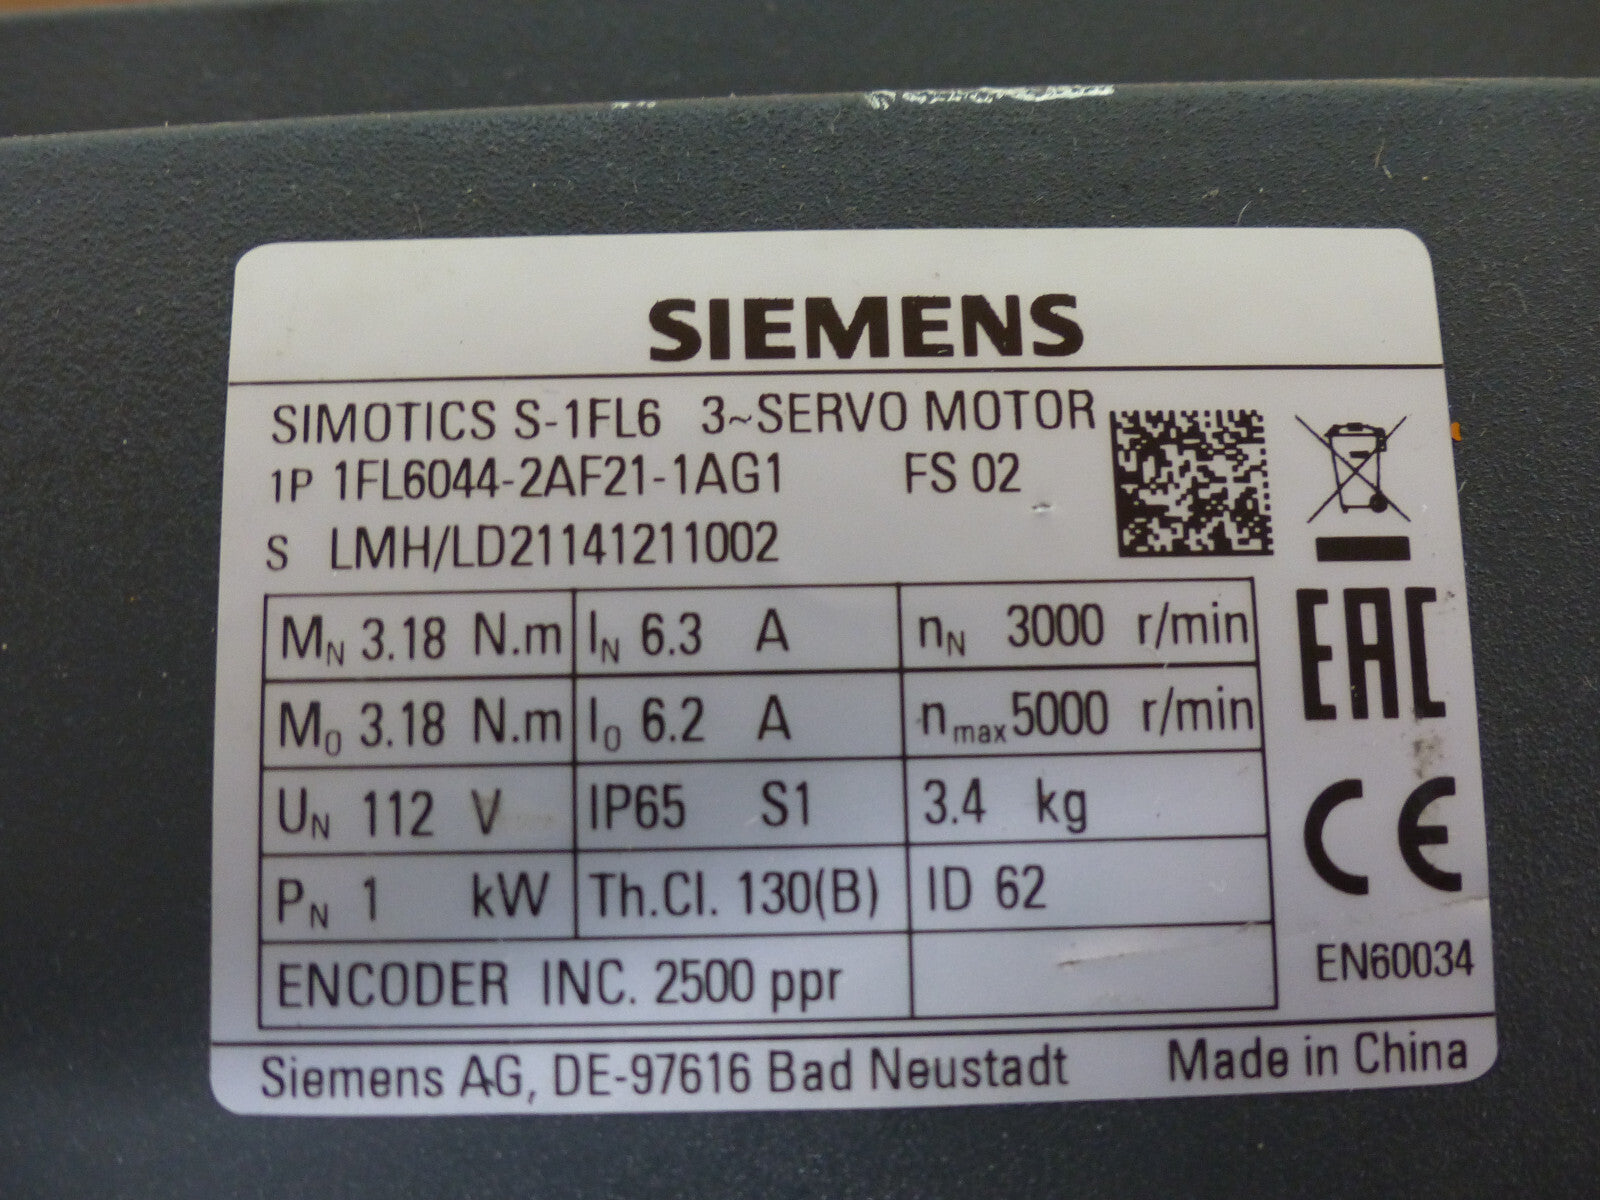 SIEMENS
SIMOTICS S-1FL6 3~SERVO MOTOR
1P 1FL6044-2AF21-1AG1 FS 02
S LMH/LD21141211002
MN 3.18 N.m IN 6.3 A nN 3000 r/min
M0 3.18 N.m I0 6.2 A nmax 5000 r/min
UN 112 V IP65 S1 3.4 kg
PN 1 kW Th.Cl. 130(B) ID 62
ENCODER INC. 2500 ppr
EAC
CE
EN60034
Siemens AG, DE-97616 Bad Neustadt Made in China